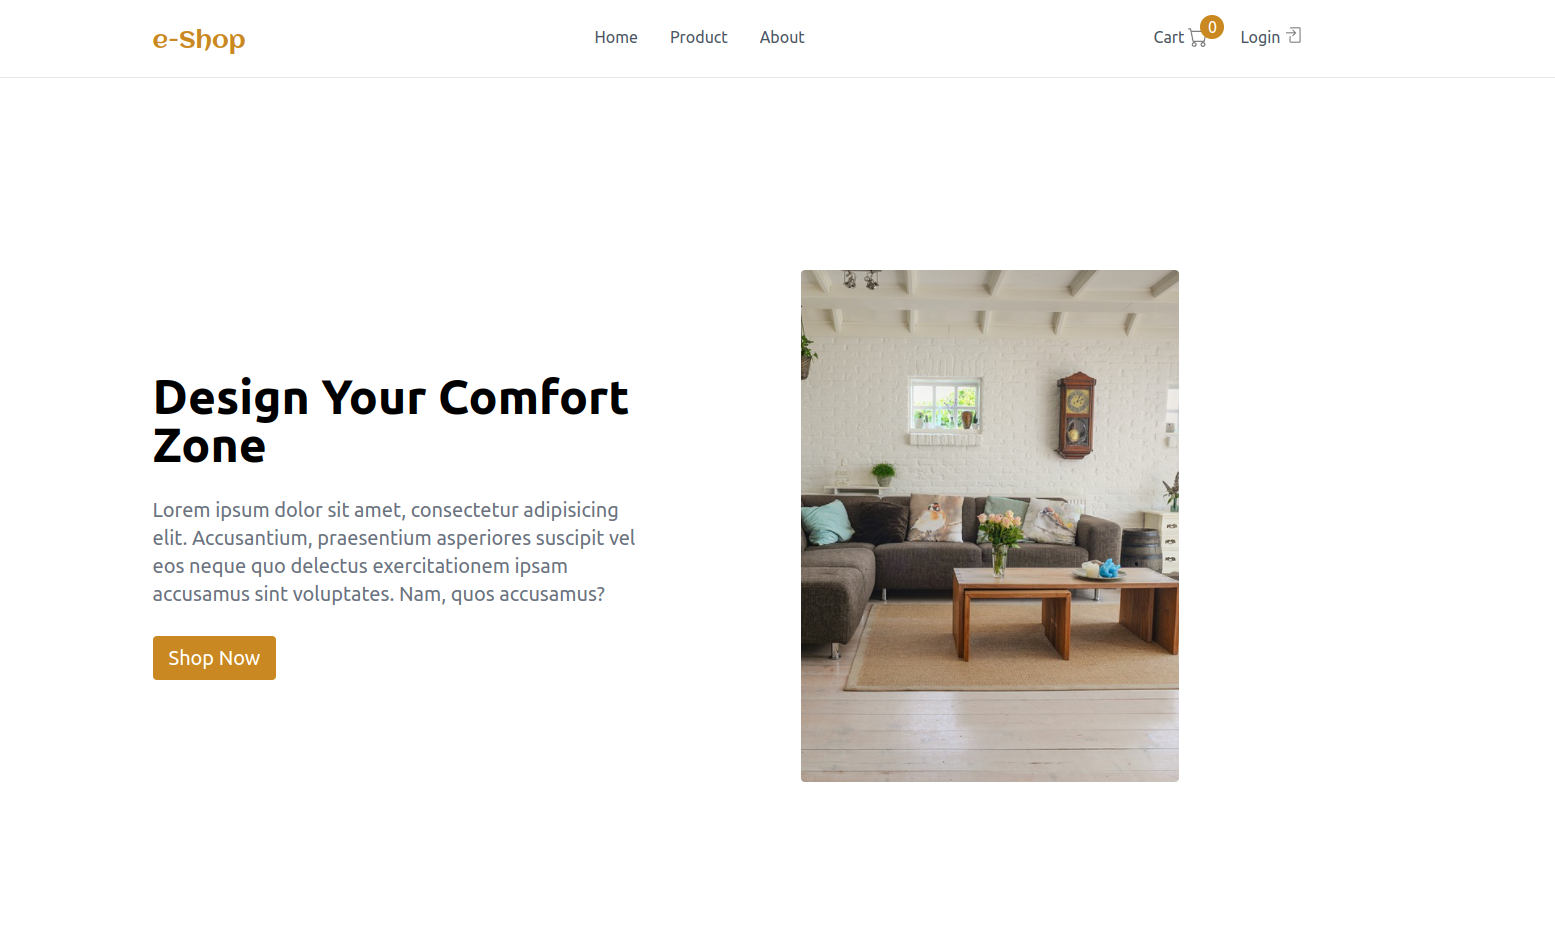 e-Shop
Home Product About
Cart 0 Login
Design Your Comfort
Zone
Lorem ipsum dolor sit amet, consectetur adipisicing
elit. Accusantium, praesentium asperiores suscipit vel
eos neque quo delectus exercitationem ipsam
accusamus sint voluptates. Nam, quos accusamus?
Shop Now